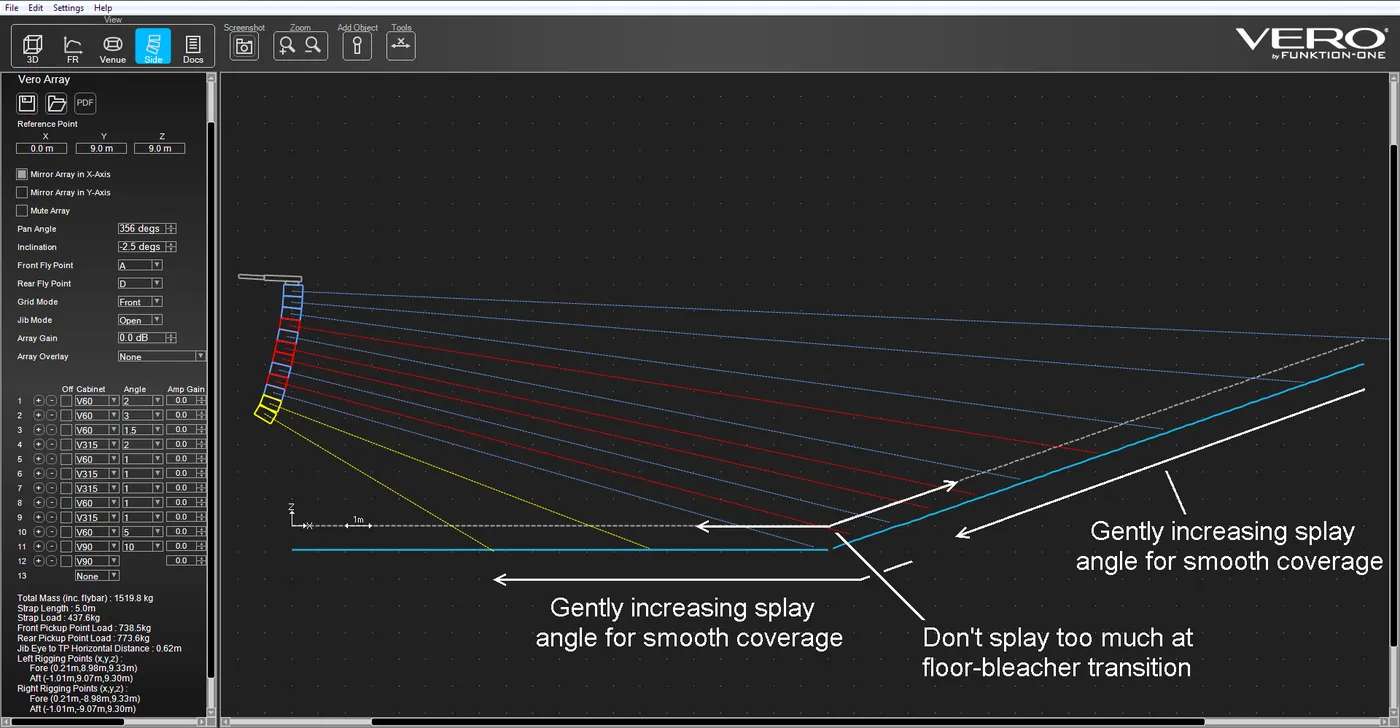 File Edit Settings Help
View
Screenshot Zoom Add Object Tools
3D FR Venue Side Docs
VERO
by FUNKTION-ONE
Vero Array
PDF
Reference Point
X Y Z
0.0 m 9.0 m 9.0 m
Mirror Array in X-Axis
Mirror Array in Y-Axis
Mute Array
Pan Angle 356 degs
Inclination -2.5 degs
Front Fly Point A
Rear Fly Point D
Grid Mode Front
Jib Mode Open
Array Gain 0.0 dB
Array Overlay None
Off Cabinet Angle Amp Gain
1 V60 2 0.0
2 V60 3 0.0
3 V60 1.5 0.0
4 V315 2 0.0
5 V60 1 0.0
6 V315 1 0.0
7 V315 1 0.0
8 V60 1 0.0
9 V315 1 0.0
10 V60 5 0.0
11 V90 10 0.0
12 V90 0.0
13 None
Total Mass (inc. flybar) : 1519.8 kg
Strap Length : 5.0m
Strap Load : 437.6kg
Front Pickup Point Load : 738.5kg
Rear Pickup Point Load : 773.6kg
Jib Eye to TP Horizontal Distance : 0.62m
Left Rigging Points (x,y,z) :
Fore (0.21m,8.98m,9.33m)
Aft (-1.01m,9.07m,9.30m)
Right Rigging Points (x,y,z) :
Fore (0.21m,-8.98m,9.33m)
Aft (-1.01m,-9.07m,9.30m)
Z
X
1m
Gently increasing splay
angle for smooth coverage
Gently increasing splay
angle for smooth coverage
Don't splay too much at
floor-bleacher transition